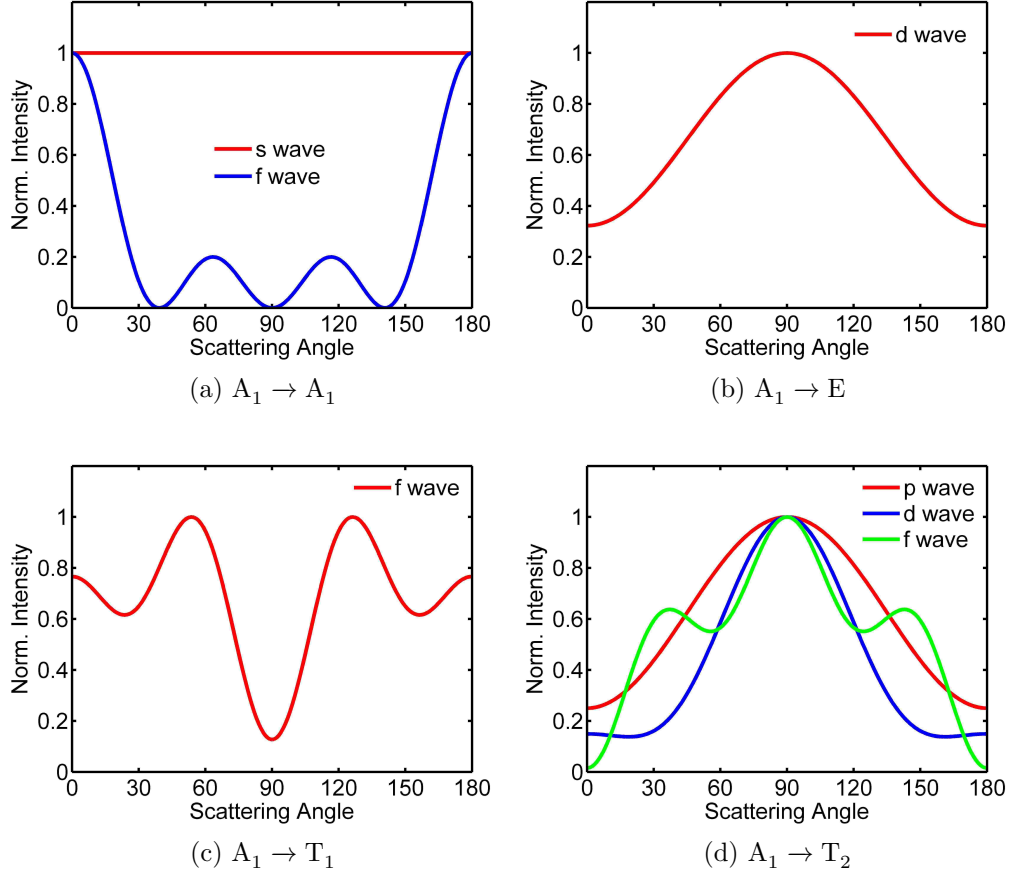 1
0.8
0.6
0.4
0.2
0
Norm. Intensity
s wave
f wave
0 30 60 90 120 150 180
Scattering Angle
(a) A₁ → A₁
1
0.8
0.6
0.4
0.2
0
Norm. Intensity
d wave
0 30 60 90 120 150 180
Scattering Angle
(b) A₁ → E
1
0.8
0.6
0.4
0.2
0
Norm. Intensity
f wave
0 30 60 90 120 150 180
Scattering Angle
(c) A₁ → T₁
1
0.8
0.6
0.4
0.2
0
Norm. Intensity
p wave
d wave
f wave
0 30 60 90 120 150 180
Scattering Angle
(d) A₁ → T₂